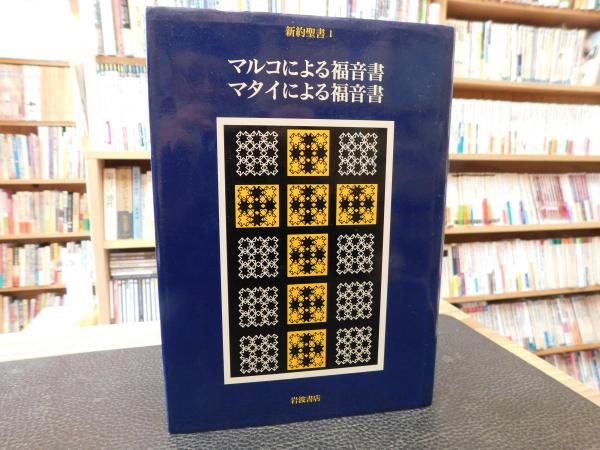 新約聖書 I
マルコによる福音書
マタイによる福音書
岩波書店